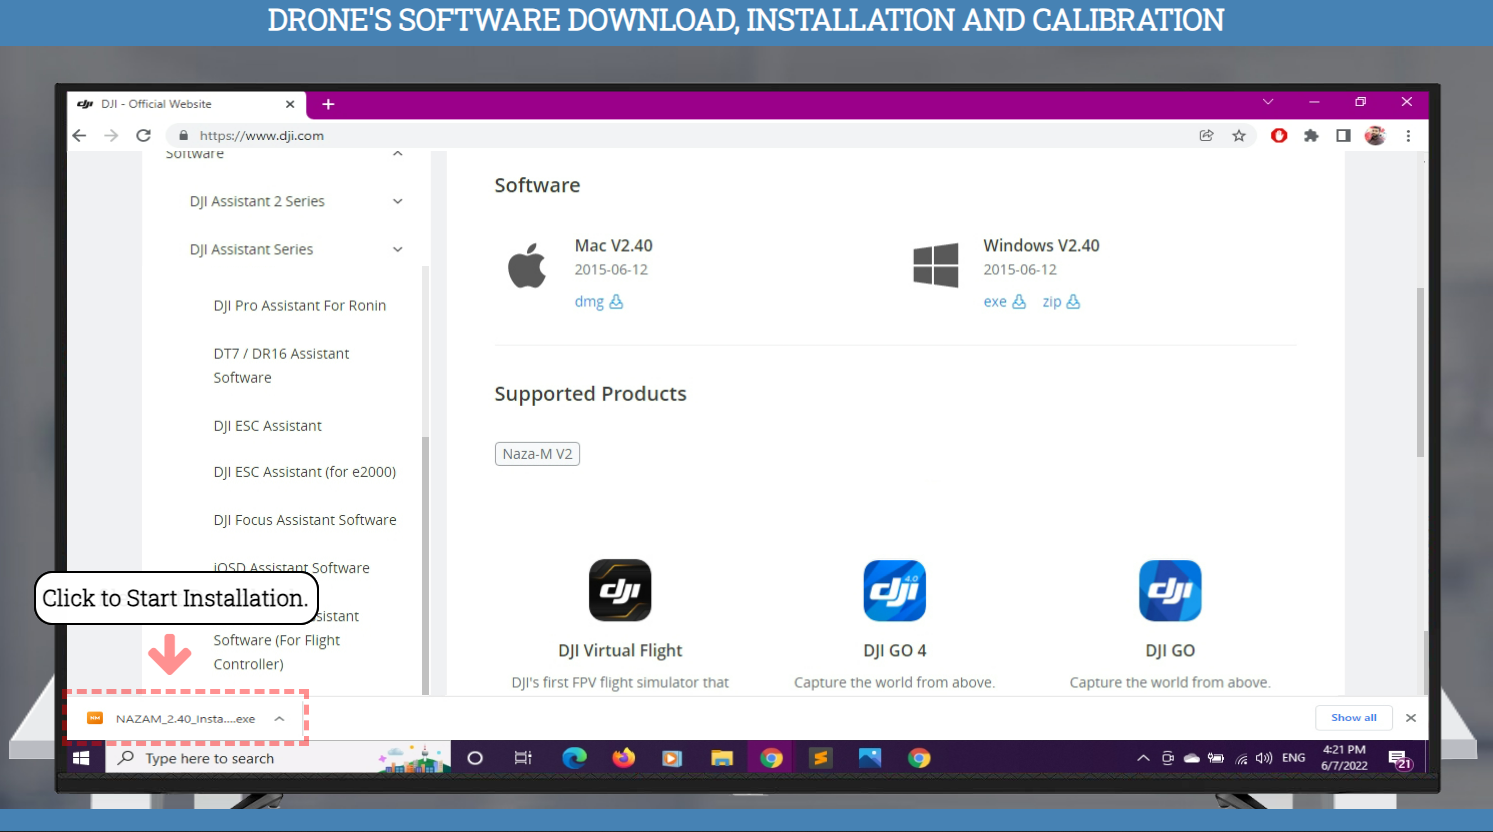 DRONE'S SOFTWARE DOWNLOAD, INSTALLATION AND CALIBRATION
dji DJI - Official Website
https://www.dji.com
Software
DJI Assistant 2 Series
DJI Assistant Series
DJI Pro Assistant For Ronin
DT7 / DR16 Assistant
Software
DJI ESC Assistant
DJI ESC Assistant (for e2000)
DJI Focus Assistant Software
iOSD Assistant Software
Click to Start Installation.
Software (For Flight
Controller)
Software
Mac V2.40
2015-06-12
dmg
Windows V2.40
2015-06-12
exe zip
Supported Products
Naza-M V2
dji
DJI Virtual Flight
DJI's first FPV flight simulator that
dji 4.0
DJI GO 4
Capture the world from above.
dji
DJI GO
Capture the world from above.
NAZAM_2.40_Insta....exe
Show all
Type here to search
ENG
4:21 PM
6/7/2022
21